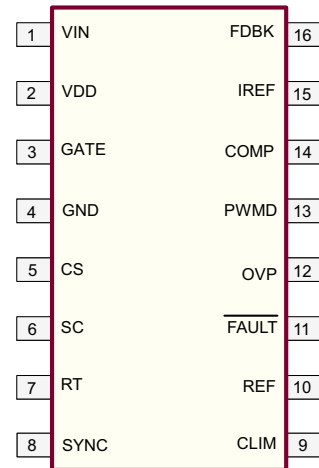 1 VIN FDBK 16
2 VDD IREF 15
3 GATE COMP 14
4 GND PWMD 13
5 CS OVP 12
6 SC FAULT 11
7 RT REF 10
8 SYNC CLIM 9